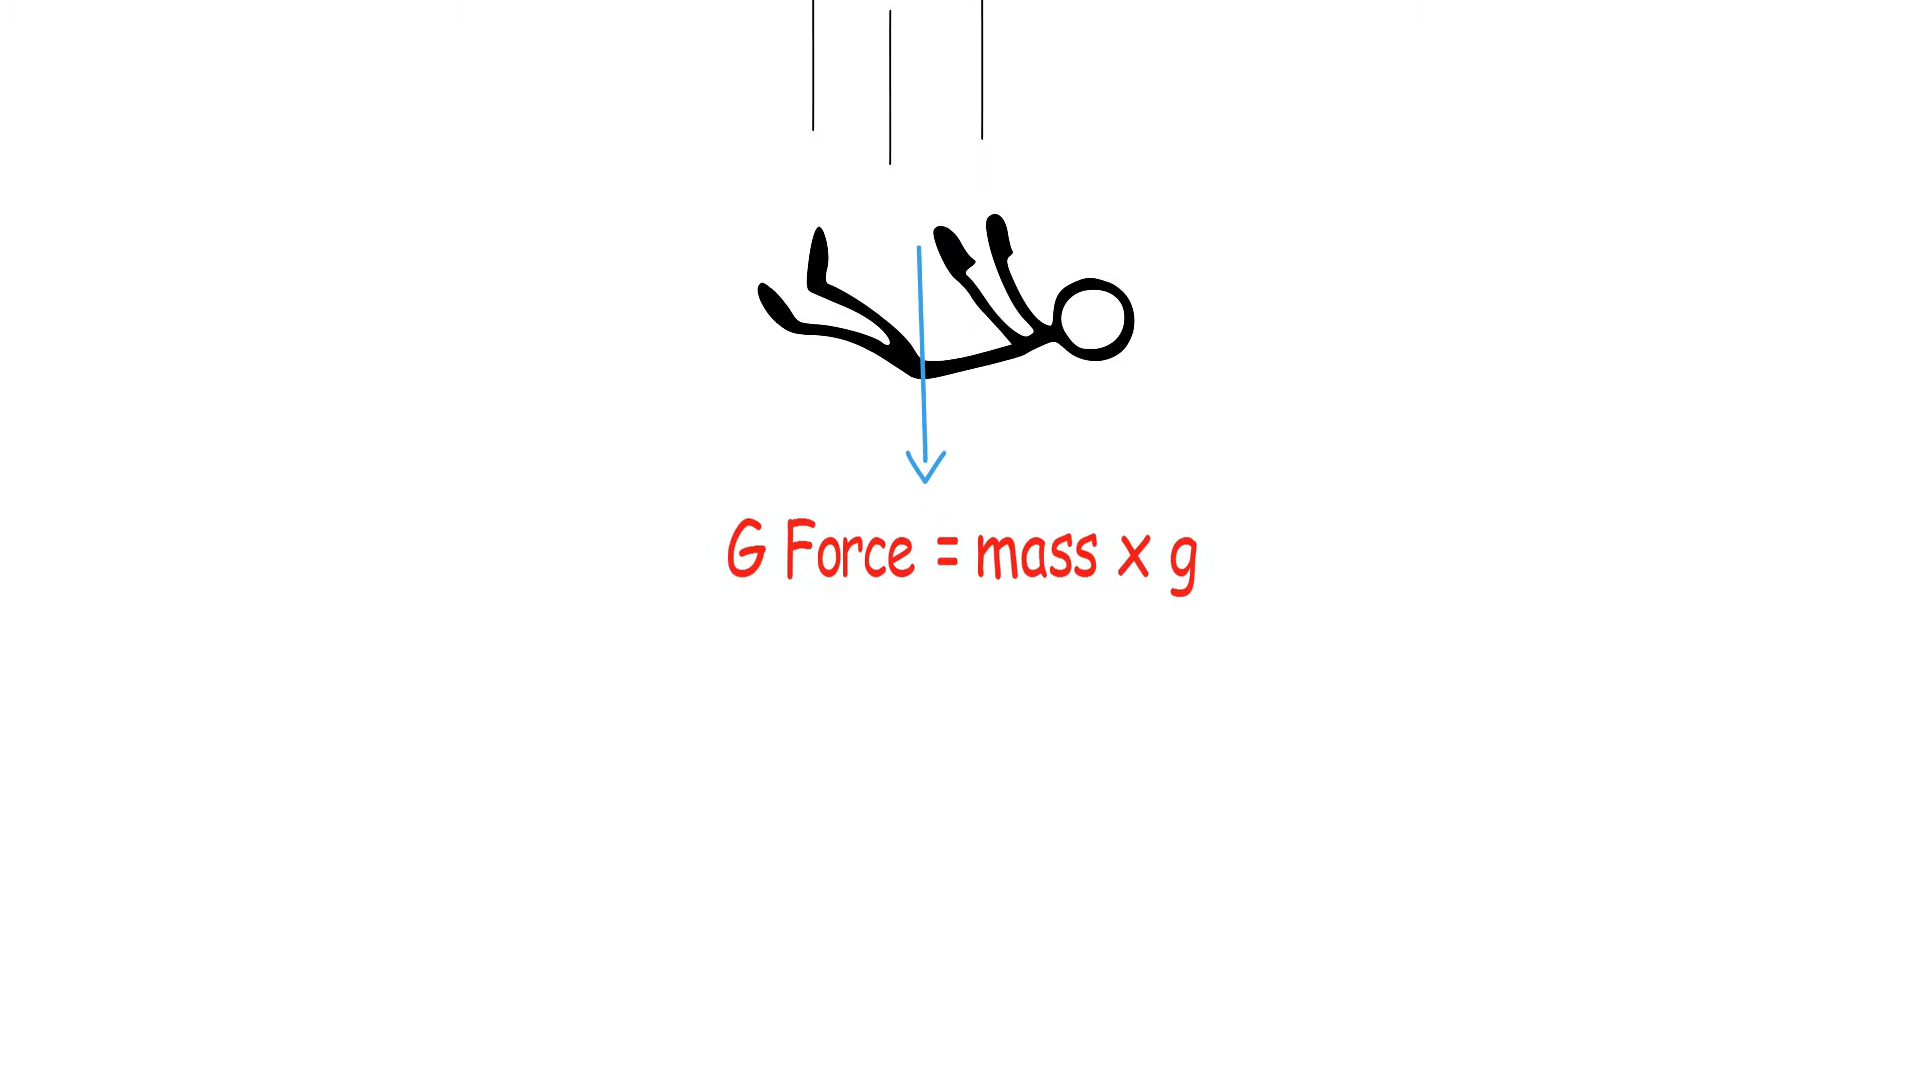 G Force = mass x g